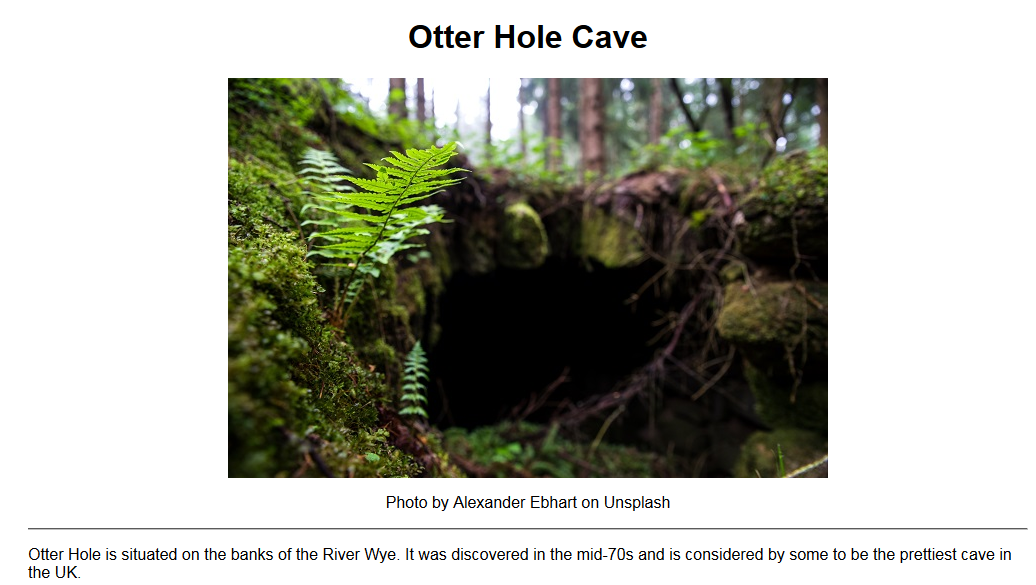 Otter Hole Cave
Photo by Alexander Ebhart on Unsplash
Otter Hole is situated on the banks of the River Wye. It was discovered in the mid-70s and is considered by some to be the prettiest cave in
the UK.